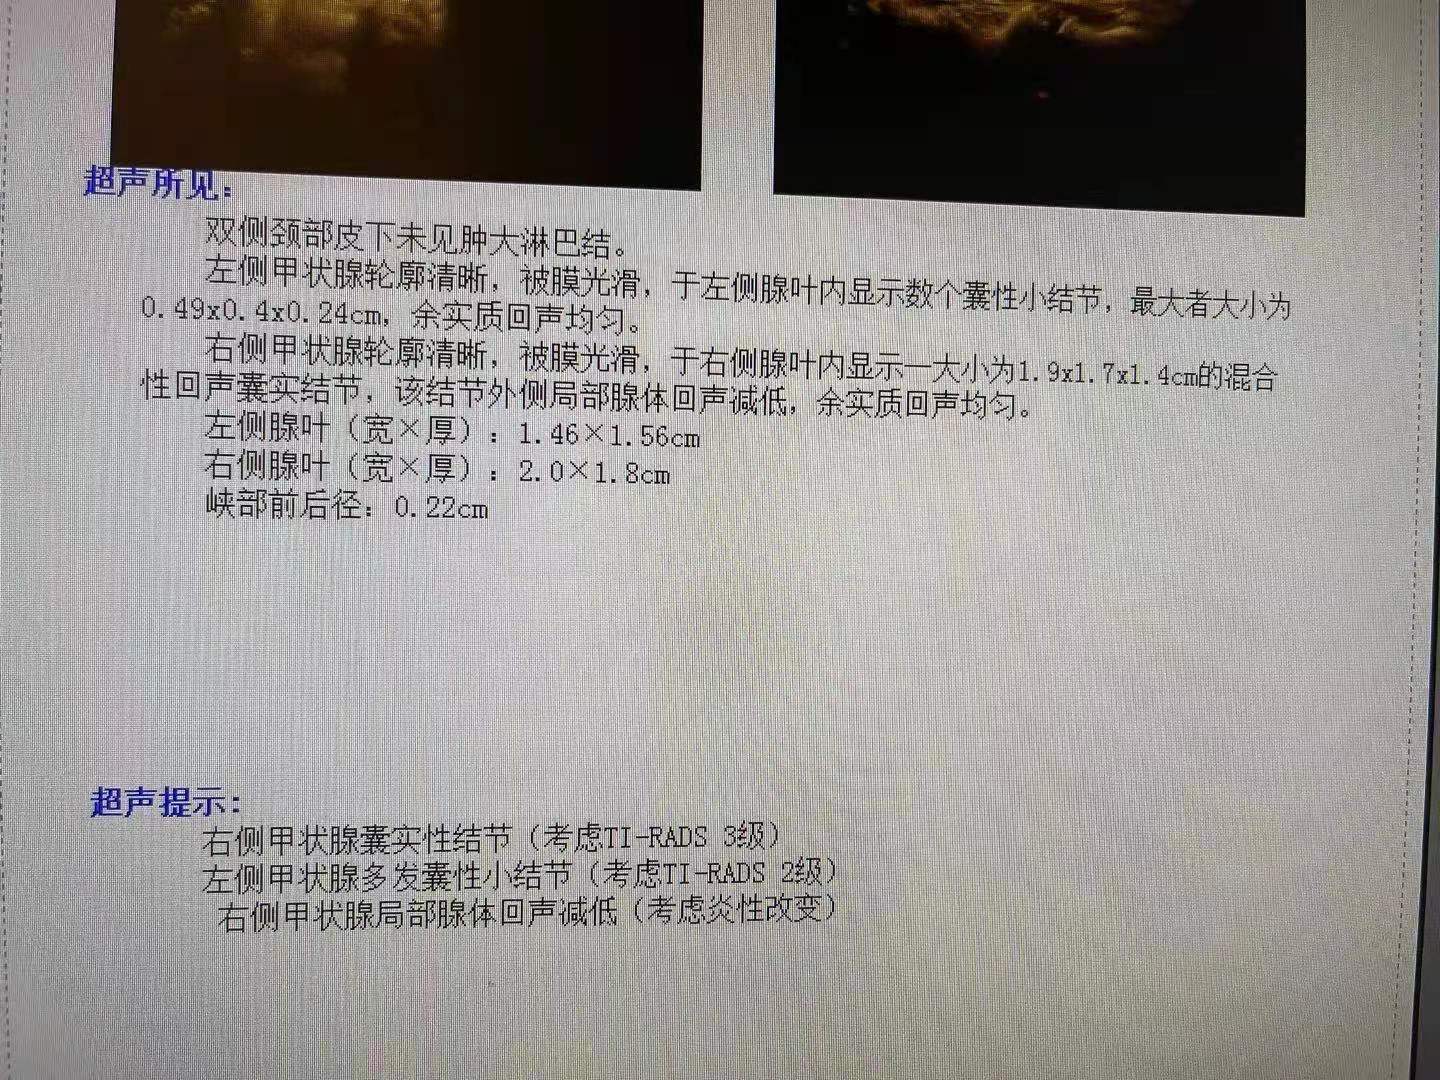 超声所见：
双侧颈部皮下未见肿大淋巴结。
左侧甲状腺轮廓清晰，被膜光滑，于左侧腺叶内显示数个囊性小结节，最大者大小为
0.49x0.4x0.24cm，余实质回声均匀。
右侧甲状腺轮廓清晰，被膜光滑，于右侧腺叶内显示一大小为1.9x1.7x1.4cm的混合
性回声囊实结节，该结节外侧局部腺体回声减低，余实质回声均匀。
左侧腺叶（宽×厚）：1.46×1.56cm
右侧腺叶（宽×厚）：2.0×1.8cm
峡部前后径：0.22cm
超声提示：
右侧甲状腺囊实性结节（考虑TI-RADS 3级）
左侧甲状腺多发囊性小结节（考虑TI-RADS 2级）
右侧甲状腺局部腺体回声减低（考虑炎性改变）